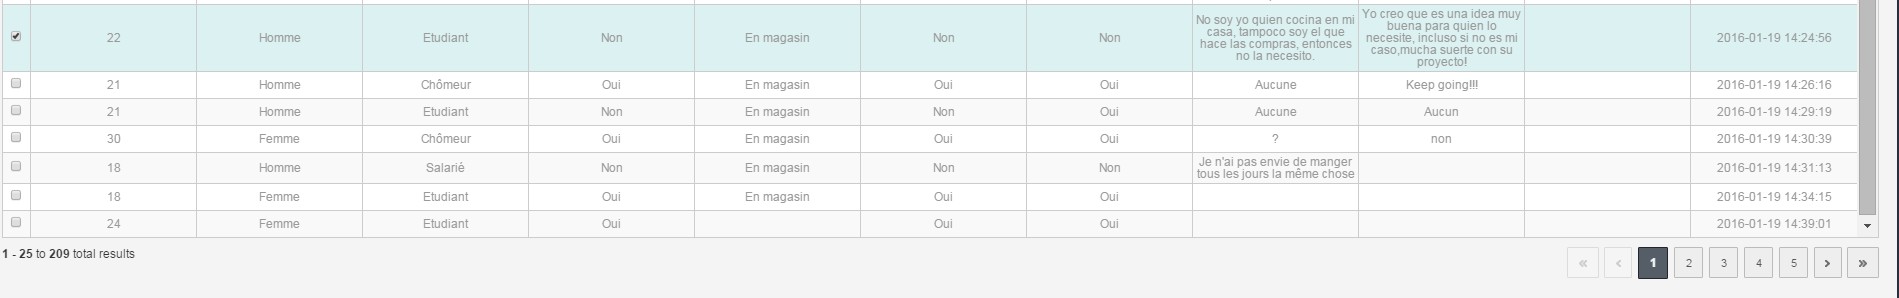 22 Homme Etudiant Non En magasin Non Non No soy yo quien cocina en mi casa, tampoco soy el que hace las compras, entonces no la necesito. Yo creo que es una idea muy buena para quien lo necesite, incluso si no es mi caso,mucha suerte con su proyecto! 2016-01-19 14:24:56
21 Homme Chômeur Oui En magasin Oui Oui Aucune Keep going!!! 2016-01-19 14:26:16
21 Homme Etudiant Non En magasin Non Oui Aucune Aucun 2016-01-19 14:29:19
30 Femme Chômeur Oui En magasin Oui Oui ? non 2016-01-19 14:30:39
18 Homme Salarié Non En magasin Non Non Je n'ai pas envie de manger tous les jours la même chose 2016-01-19 14:31:13
18 Femme Etudiant Oui En magasin Oui Oui 2016-01-19 14:34:15
24 Femme Etudiant Oui Oui Oui 2016-01-19 14:39:01
1 - 25 to 209 total results « ‹ 1 2 3 4 5 › »